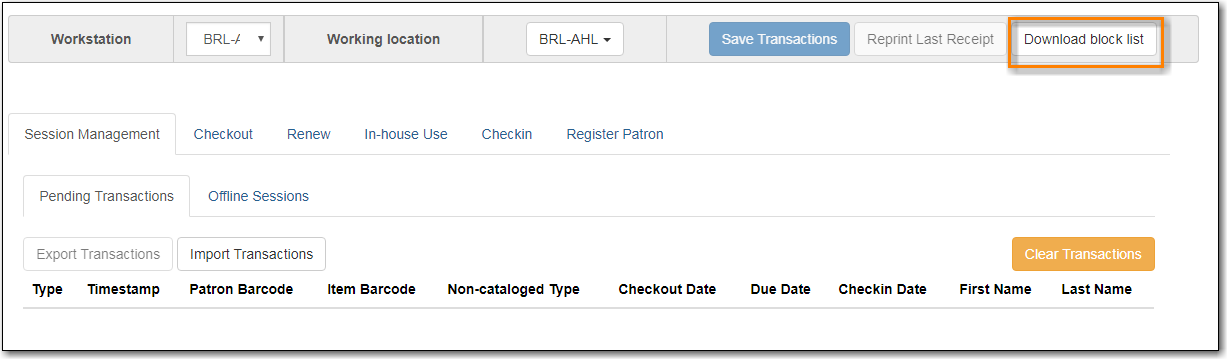 Workstation BRL-A Working location BRL-AHL Save Transactions Reprint Last Receipt Download block list
Session Management Checkout Renew In-house Use Checkin Register Patron
Pending Transactions Offline Sessions
Export Transactions Import Transactions Clear Transactions
Type Timestamp Patron Barcode Item Barcode Non-cataloged Type Checkout Date Due Date Checkin Date First Name Last Name